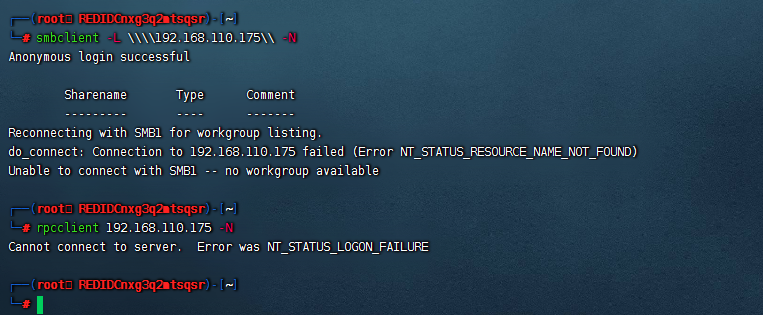 ┌──(root㉿ REDIDCnxg3q2mtsqsr)-[~]
└─# smbclient -L \\\\192.168.110.175\\ -N
Anonymous login successful
Sharename Type Comment
--------- ---- -------
Reconnecting with SMB1 for workgroup listing.
do_connect: Connection to 192.168.110.175 failed (Error NT_STATUS_RESOURCE_NAME_NOT_FOUND)
Unable to connect with SMB1 -- no workgroup available
┌──(root㉿ REDIDCnxg3q2mtsqsr)-[~]
└─# rpcclient 192.168.110.175 -N
Cannot connect to server. Error was NT_STATUS_LOGON_FAILURE
┌──(root㉿ REDIDCnxg3q2mtsqsr)-[~]
└─#